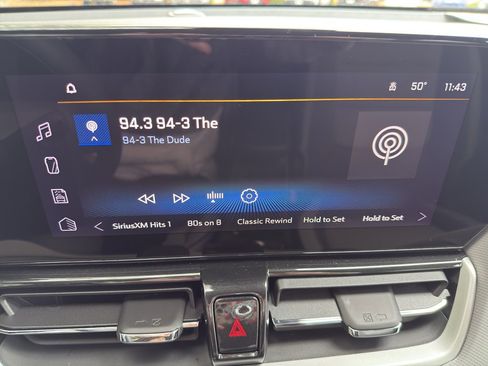 50° 11:43
94.3 94-3 The
94-3 The Dude
SiriusXM Hits 1 80s on 8 Classic Rewind Hold to Set Hold to Set